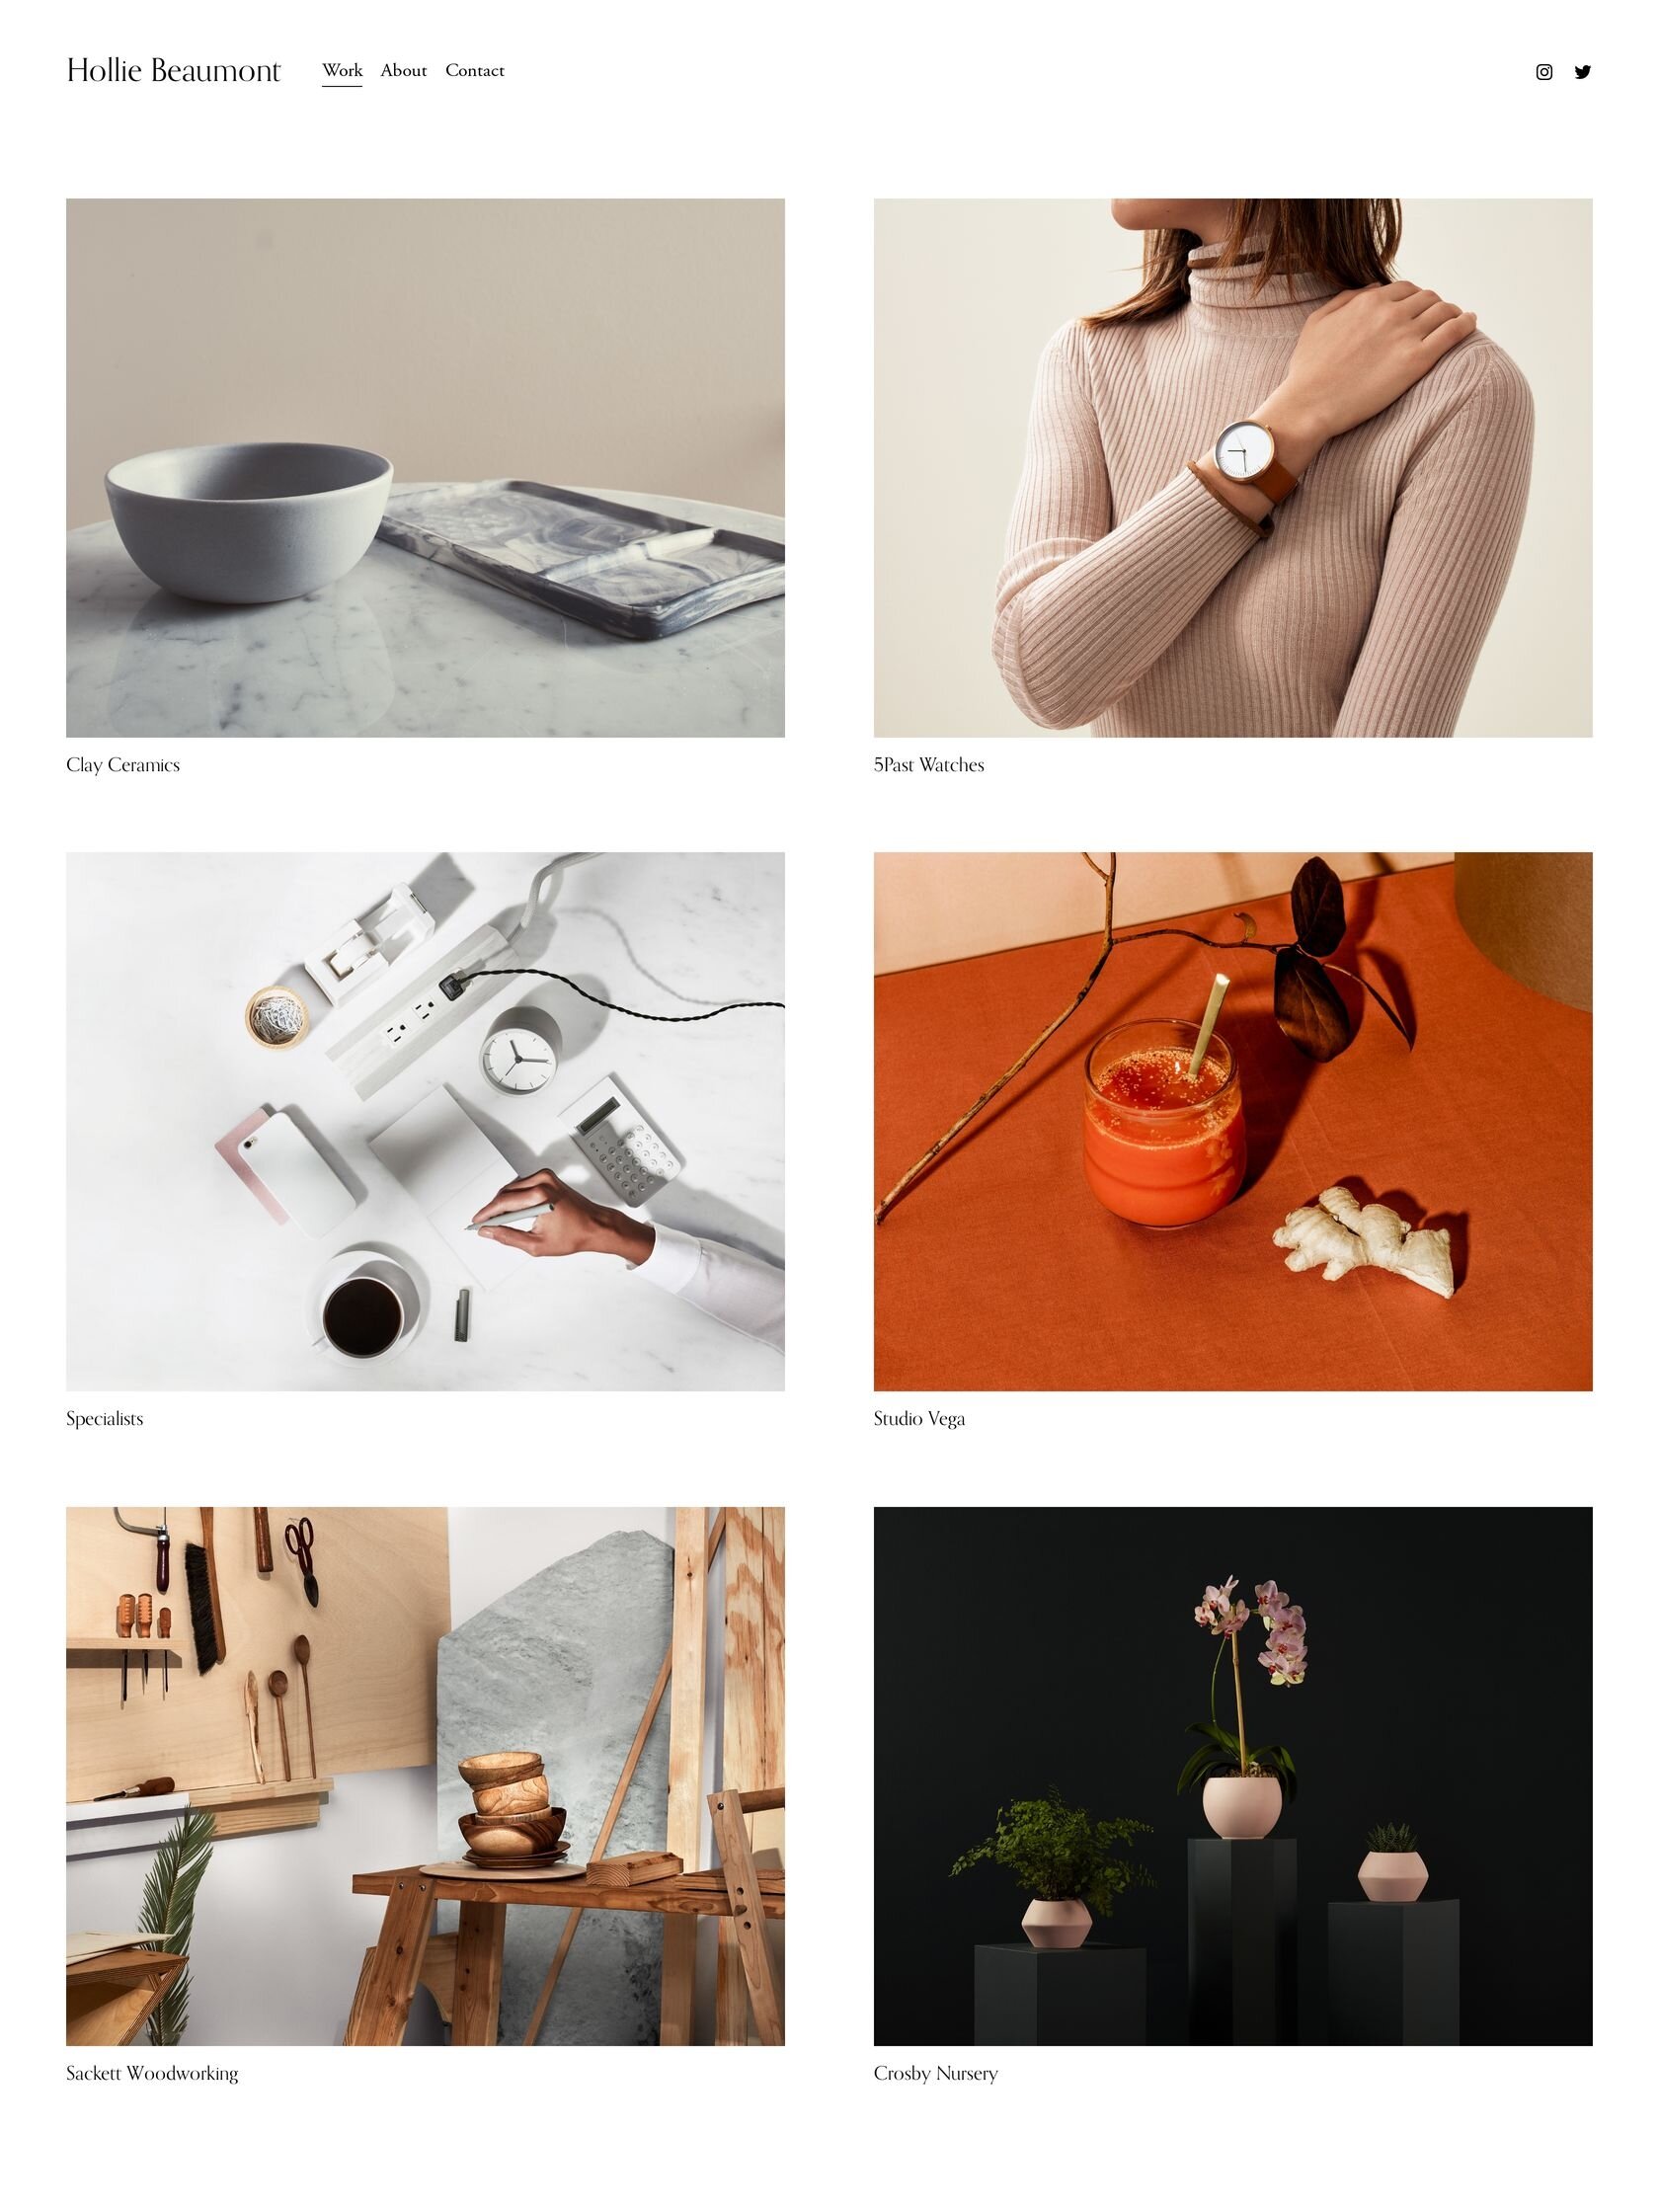 Hollie Beaumont Work About Contact
Clay Ceramics
5Past Watches
Specialists
Studio Vega
Sackett Woodworking
Crosby Nursery